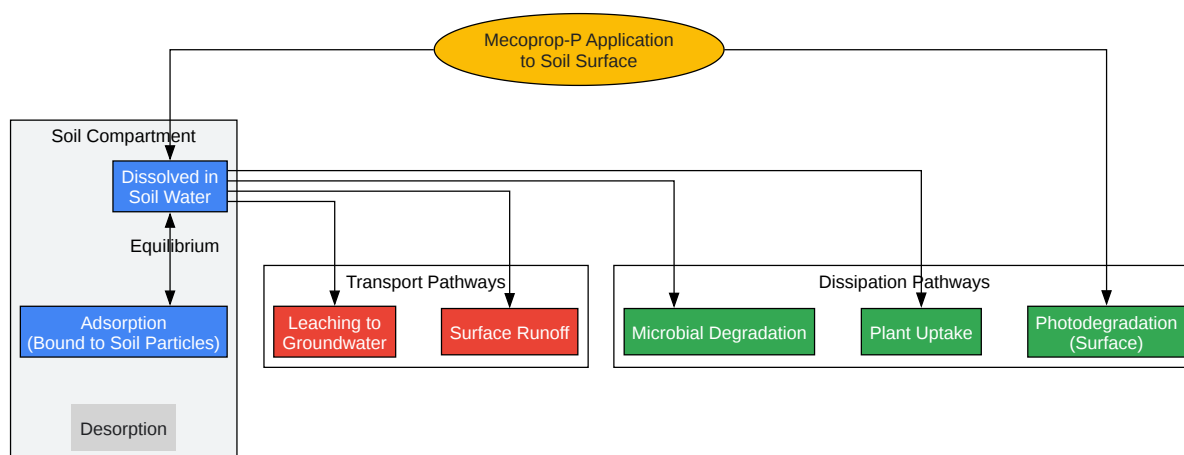 Mecoprop-P Application
to Soil Surface
Soil Compartment
Dissolved in
Soil Water
Equilibrium
Adsorption
(Bound to Soil Particles)
Desorption
Transport Pathways
Leaching to
Groundwater
Surface Runoff
Dissipation Pathways
Microbial Degradation
Plant Uptake
Photodegradation
(Surface)